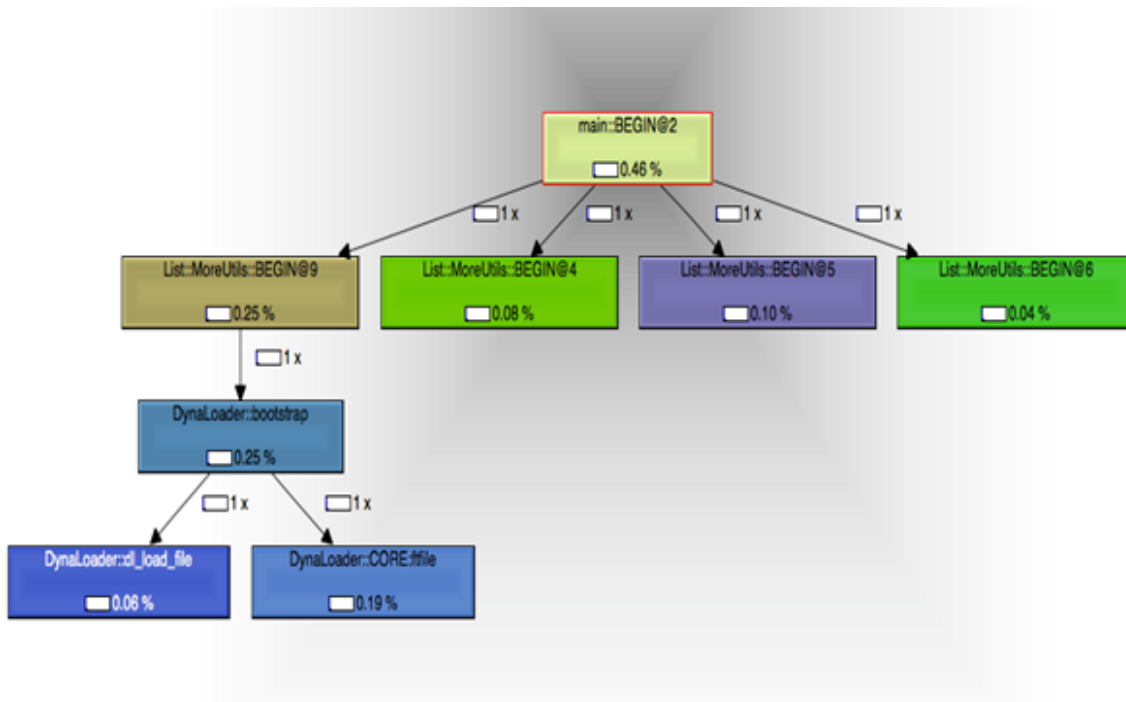 main::BEGIN@2
0.46 %
1 x
1 x
1 x
1 x
List::MoreUtils::BEGIN@9
0.25 %
List::MoreUtils::BEGIN@4
0.08 %
List::MoreUtils::BEGIN@5
0.10 %
List::MoreUtils::BEGIN@6
0.04 %
1 x
DynaLoader::bootstrap
0.25 %
1 x
1 x
DynaLoader::dl_load_file
0.06 %
DynaLoader::CORE:ftfile
0.19 %